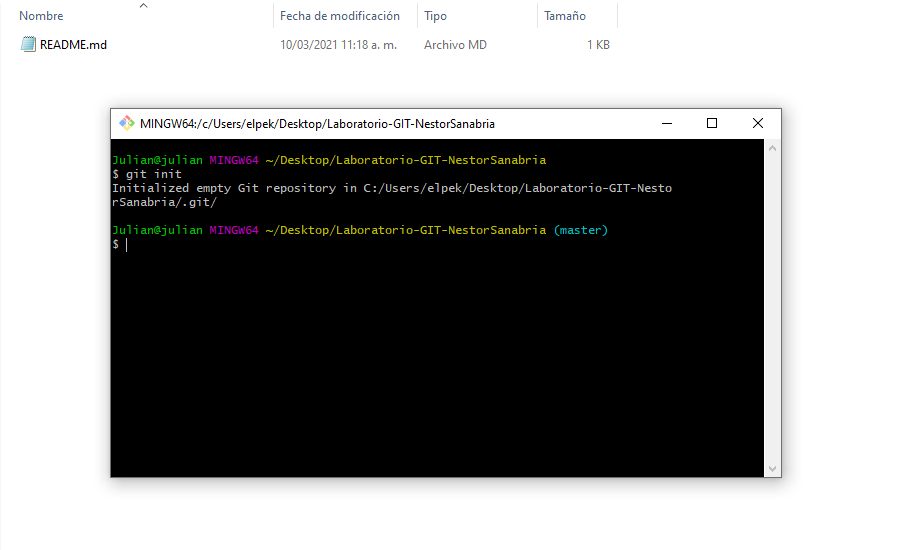 Nombre Fecha de modificación Tipo Tamaño
README.md 10/03/2021 11:18 a. m. Archivo MD 1 KB
MINGW64:/c/Users/elpek/Desktop/Laboratorio-GIT-NestorSanabria
Julian@julian MINGW64 ~/Desktop/Laboratorio-GIT-NestorSanabria
$ git init
Initialized empty Git repository in C:/Users/elpek/Desktop/Laboratorio-GIT-Nesto
rSanabria/.git/
Julian@julian MINGW64 ~/Desktop/Laboratorio-GIT-NestorSanabria (master)
$